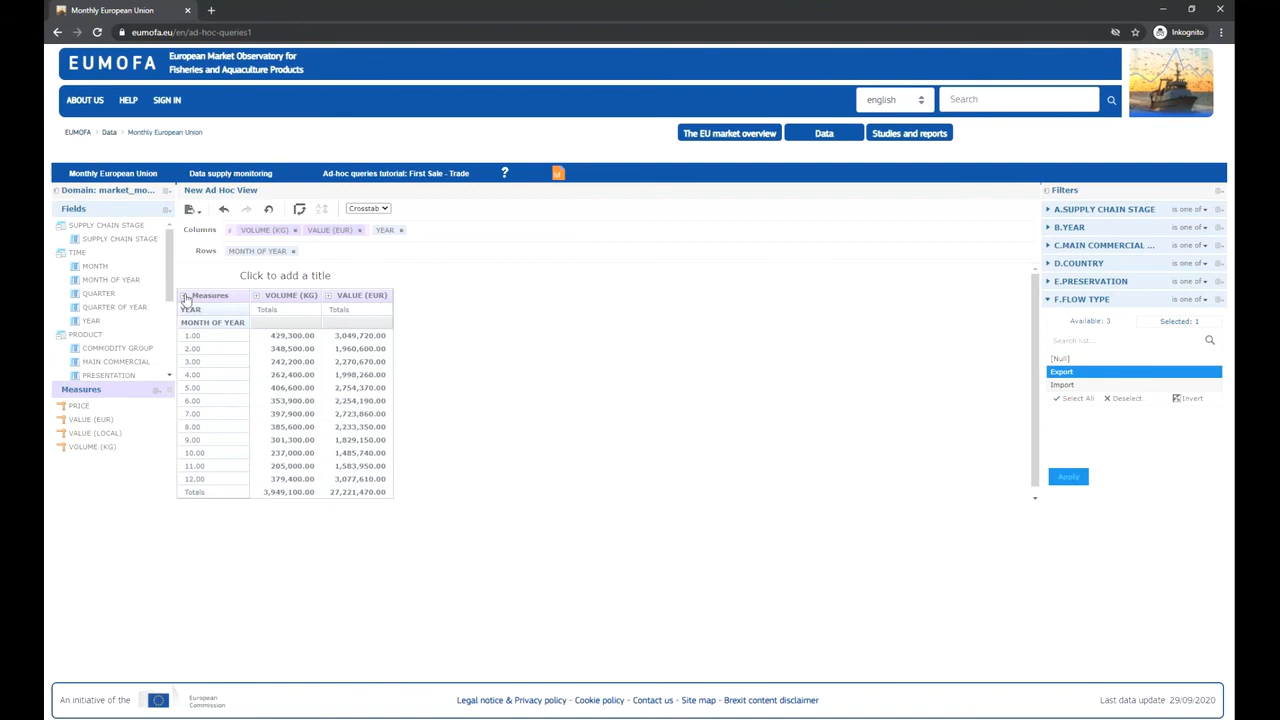 Monthly European Union
eumofa.eu/en/ad-hoc-queries1
Inkognito
EUMOFA
European Market Observatory for
Fisheries and Aquaculture Products
ABOUT US HELP SIGN IN
english
Search
EUMOFA Data Monthly European Union
The EU market overview Data Studies and reports
Monthly European Union Data supply monitoring Ad-hoc queries tutorial: First Sale - Trade ?
Domain: market_mo...
Fields
SUPPLY CHAIN STAGE
SUPPLY CHAIN STAGE
TIME
MONTH
MONTH OF YEAR
QUARTER
QUARTER OF YEAR
YEAR
PRODUCT
COMMODITY GROUP
MAIN COMMERCIAL
PRESENTATION
Measures
PRICE
VALUE (EUR)
VALUE (LOCAL)
VOLUME (KG)
New Ad Hoc View
Crosstab
Columns VOLUME (KG) × VALUE (EUR) × YEAR ×
Rows MONTH OF YEAR ×
Click to add a title
Measures VOLUME (KG) VALUE (EUR)
YEAR Totals Totals
MONTH OF YEAR
1.00 429,300.00 3,049,720.00
2.00 348,500.00 1,960,600.00
3.00 242,200.00 2,270,670.00
4.00 262,400.00 1,998,260.00
5.00 406,600.00 2,754,370.00
6.00 353,900.00 2,254,190.00
7.00 397,900.00 2,723,860.00
8.00 385,600.00 2,233,350.00
9.00 301,300.00 1,829,150.00
10.00 237,000.00 1,485,740.00
11.00 205,000.00 1,583,950.00
12.00 379,400.00 3,077,610.00
Totals 3,949,100.00 27,221,470.00
Filters
A.SUPPLY CHAIN STAGE is one of
B.YEAR is one of
C.MAIN COMMERCIAL ... is one of
D.COUNTRY is one of
E.PRESERVATION is one of
F.FLOW TYPE is one of
Available: 3 Selected: 1
Search list...
[Null]
Export
Import
Select All Deselect Invert
Apply
An initiative of the
European
Commission
Legal notice & Privacy policy - Cookie policy - Contact us - Site map - Brexit content disclaimer
Last data update 29/09/2020